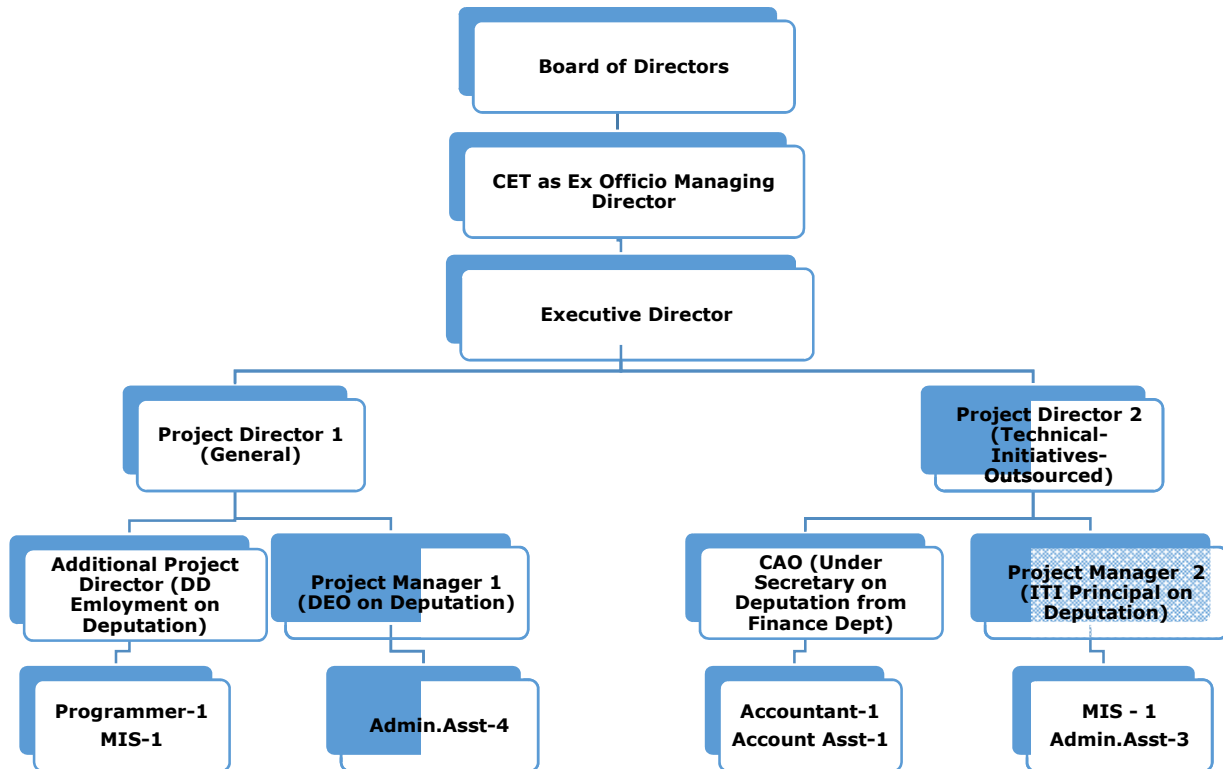 Board of Directors
CET as Ex Officio Managing
Director
Executive Director
Project Director 1
(General)
Project Director 2
(Technical-
Initiatives-
Outsourced)
Additional Project
Director (DD
Emloyment on
Deputation)
Project Manager 1
(DEO on Deputation)
CAO (Under
Secretary on
Deputation from
Finance Dept)
Project Manager 2
(ITI Principal on
Deputation)
Programmer-1
MIS-1
Admin.Asst-4
Accountant-1
Account Asst-1
MIS - 1
Admin.Asst-3